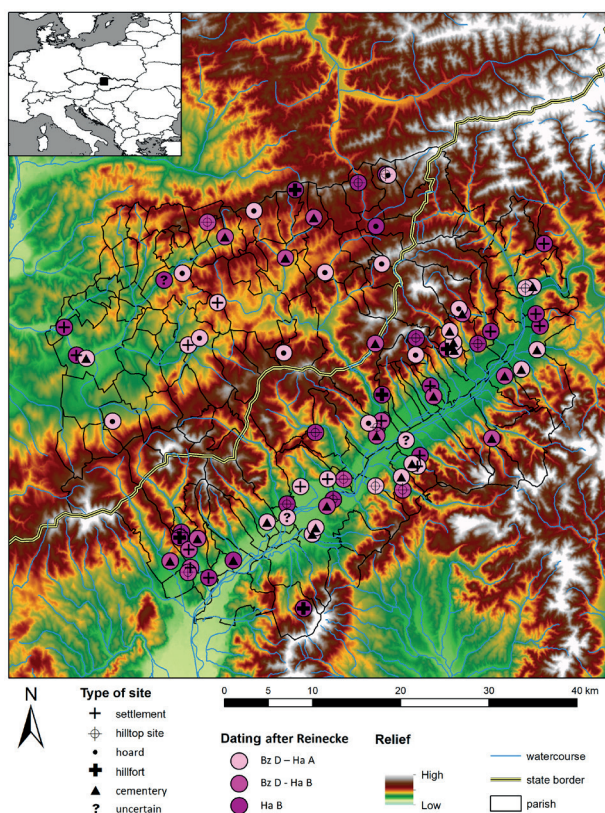 N
Type of site
settlement
hilltop site
hoard
hillfort
cementery
? uncertain
0 10 20 30 40 km
Dating after Reinecke
Bz D – Ha A
Bz D - Ha B
Ha B
Relief
High
Low
watercourse
state border
parish